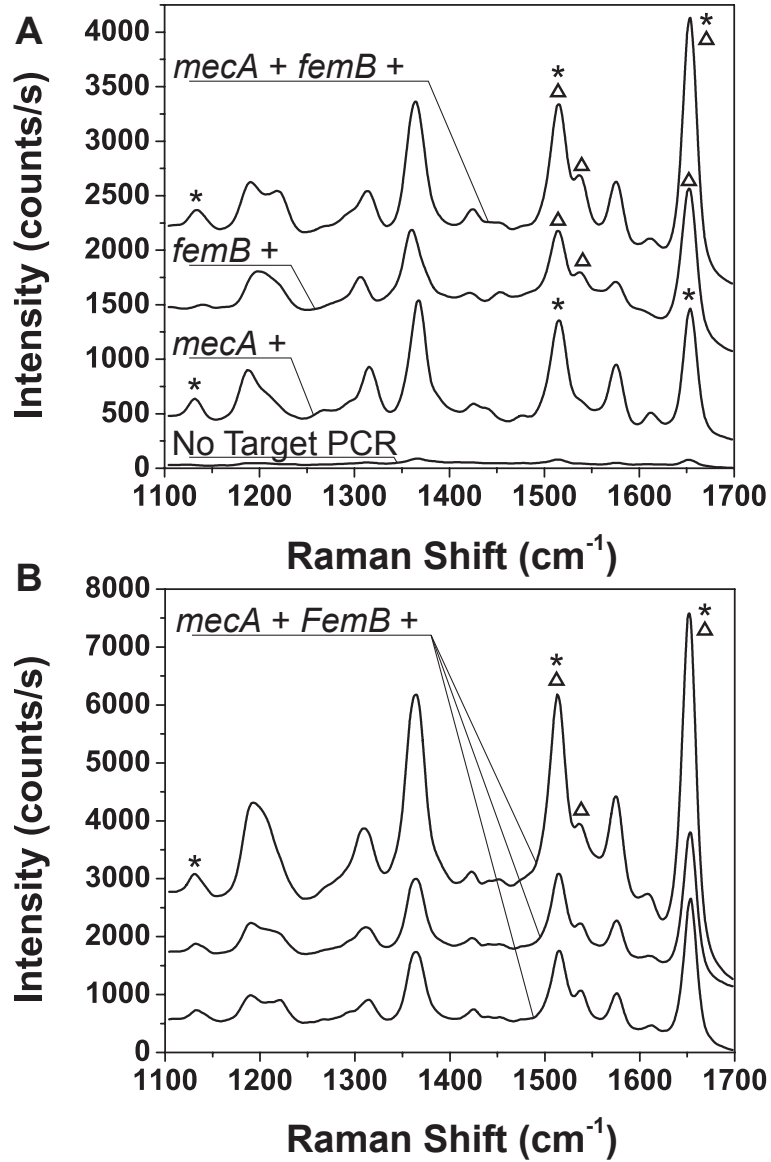 A
Intensity (counts/s)
4000
3500
3000
2500
2000
1500
1000
500
0
mecA + femB +
femB +
mecA +
No Target PCR
* Δ
* Δ
Δ
*
Δ
Δ
Δ
*
*
*
1100 1200 1300 1400 1500 1600 1700
Raman Shift (cm⁻¹)
B
Intensity (counts/s)
8000
7000
6000
5000
4000
3000
2000
1000
0
mecA + FemB +
* Δ
* Δ
Δ
*
1100 1200 1300 1400 1500 1600 1700
Raman Shift (cm⁻¹)